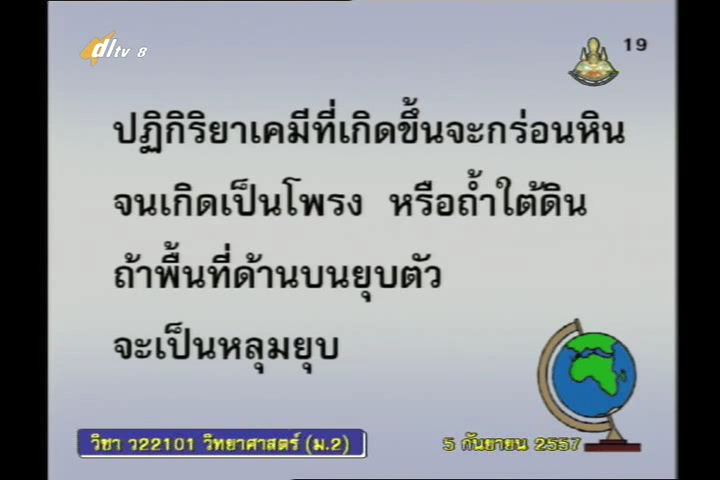 dltv 8
19
ปฏิกิริยาเคมีที่เกิดขึ้นจะกร่อนหิน
จนเกิดเป็นโพรง หรือถ้ำใต้ดิน
ถ้าพื้นที่ด้านบนยุบตัว
จะเป็นหลุมยุบ
วิชา ว22101 วิทยาศาสตร์ (ม.2)
5 กันยายน 2557